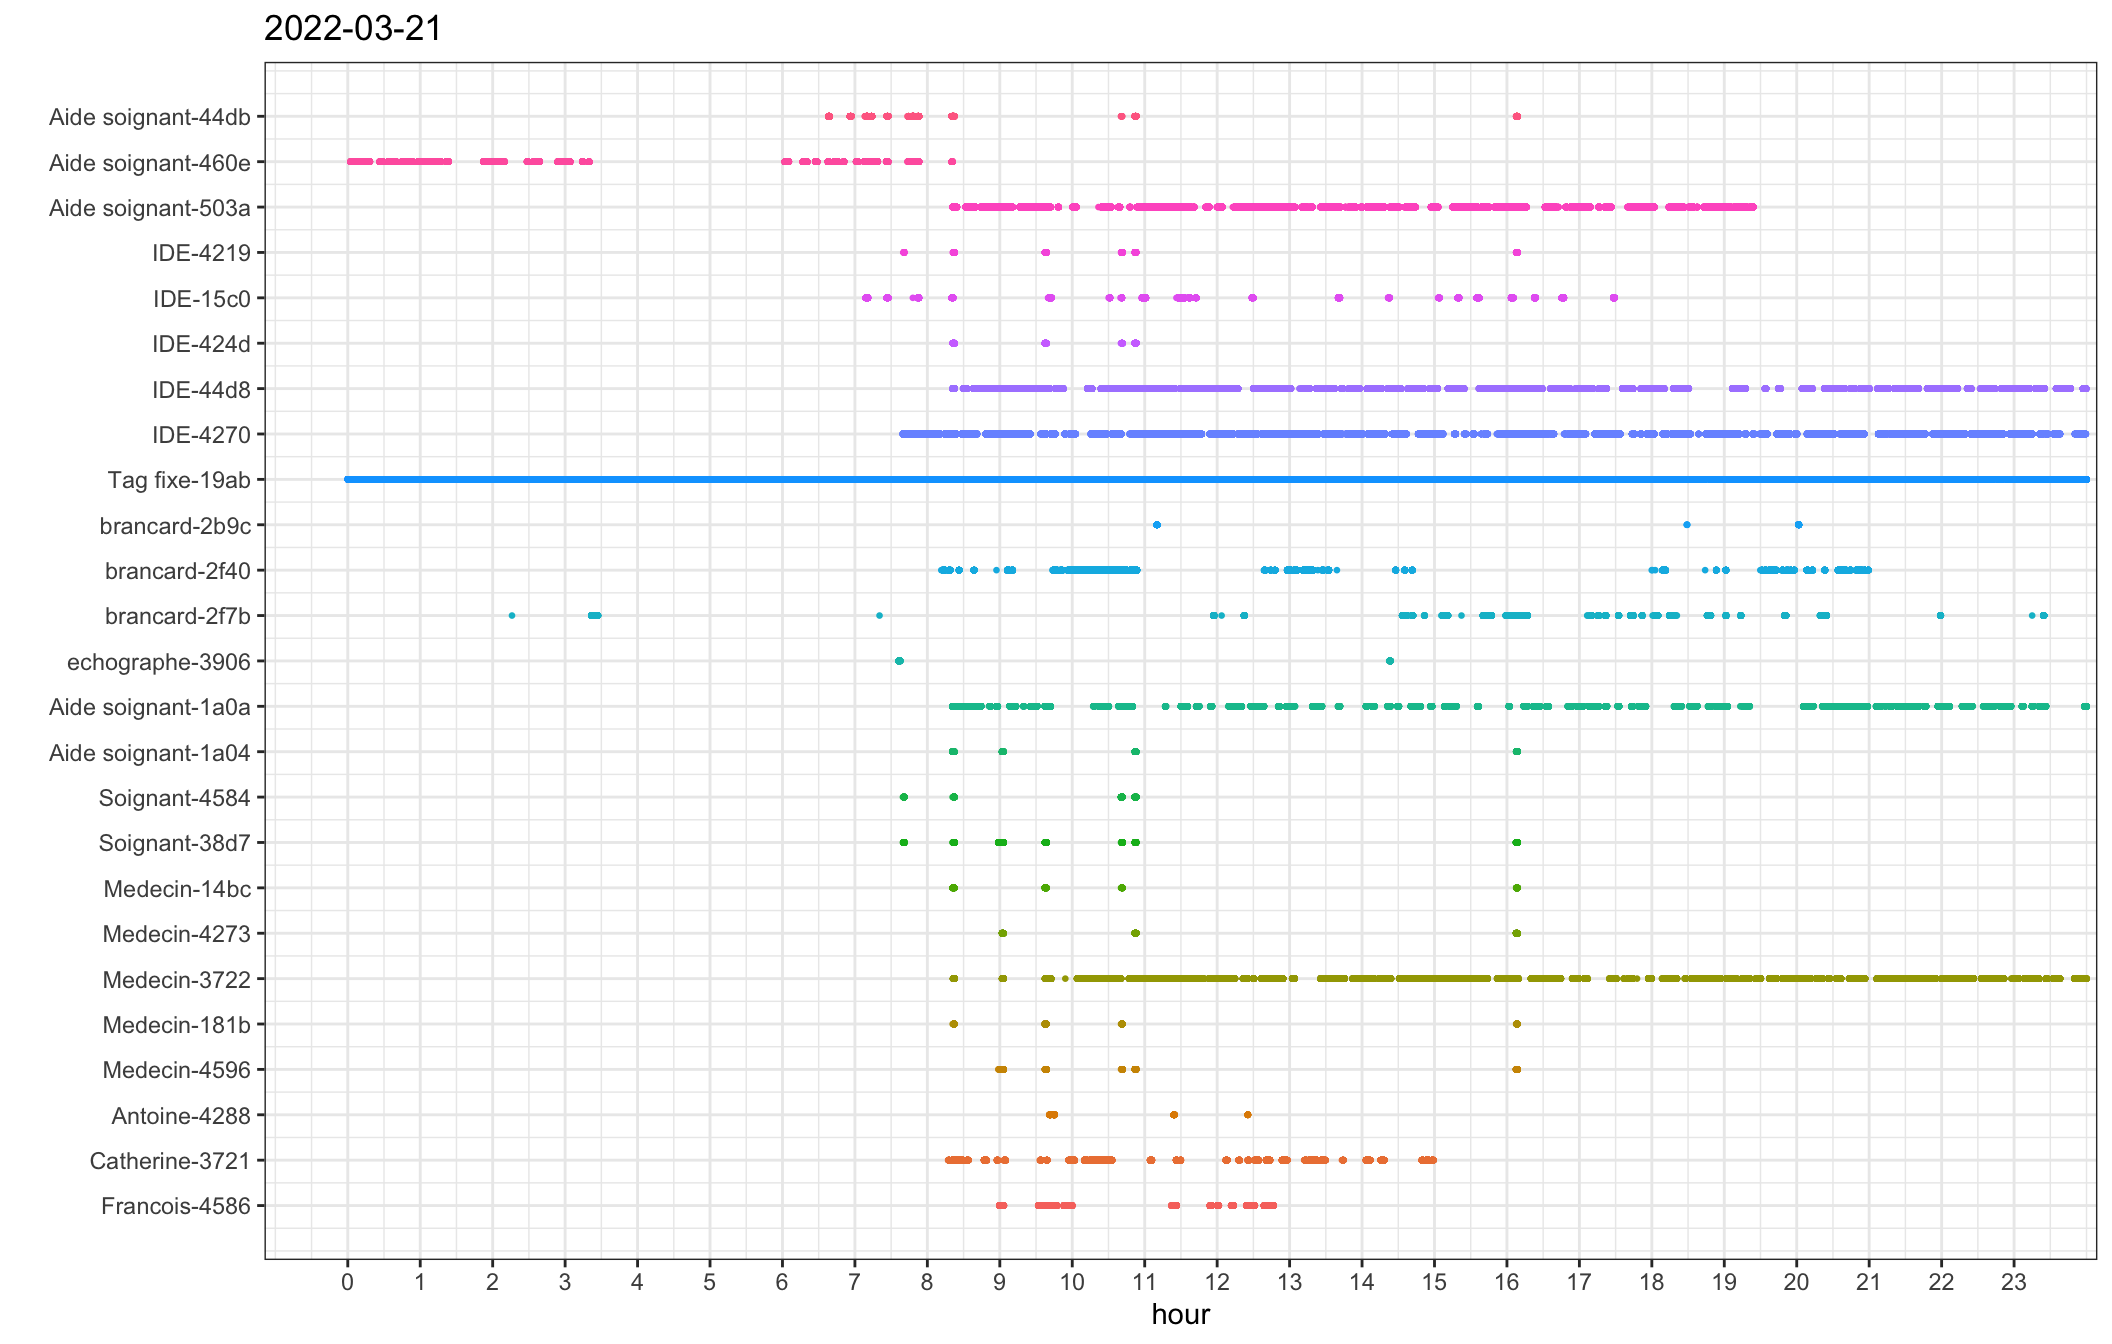 2022-03-21
Aide soignant-44db
Aide soignant-460e
Aide soignant-503a
IDE-4219
IDE-15c0
IDE-424d
IDE-44d8
IDE-4270
Tag fixe-19ab
brancard-2b9c
brancard-2f40
brancard-2f7b
echographe-3906
Aide soignant-1a0a
Aide soignant-1a04
Soignant-4584
Soignant-38d7
Medecin-14bc
Medecin-4273
Medecin-3722
Medecin-181b
Medecin-4596
Antoine-4288
Catherine-3721
Francois-4586
0 1 2 3 4 5 6 7 8 9 10 11 12 13 14 15 16 17 18 19 20 21 22 23
hour